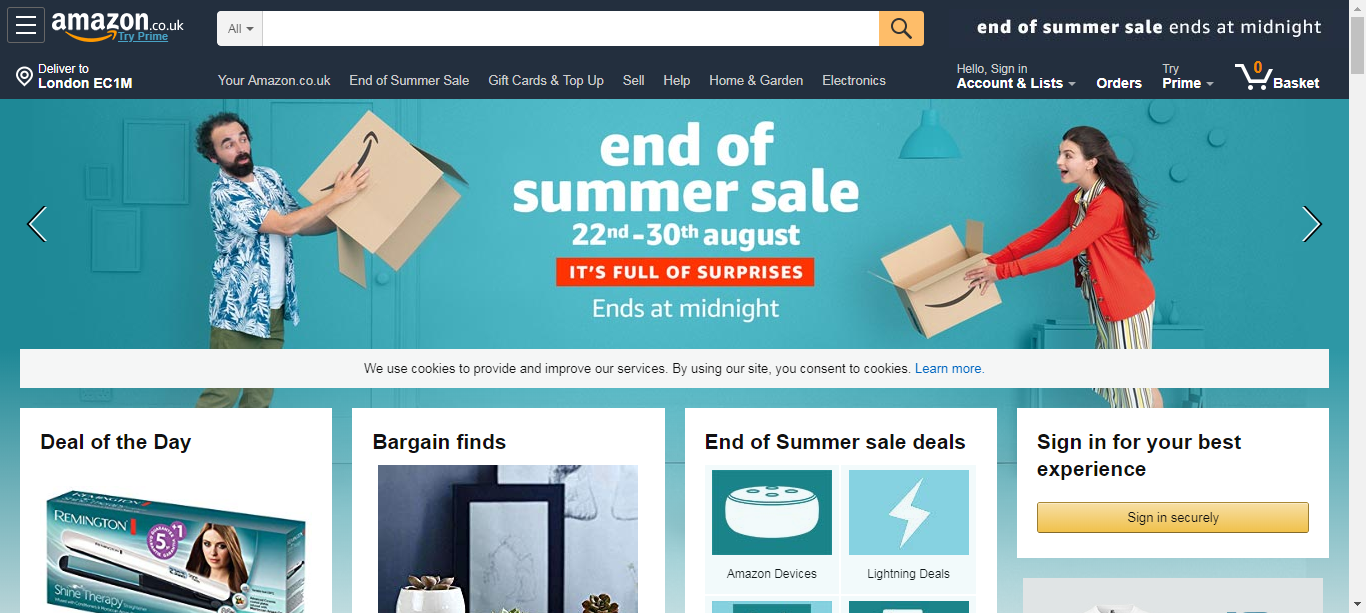 amazon.co.uk
Try Prime
All
end of summer sale ends at midnight
Deliver to
London EC1M
Your Amazon.co.uk End of Summer Sale Gift Cards & Top Up Sell Help Home & Garden Electronics
Hello, Sign in
Account & Lists
Orders
Try
Prime
0
Basket
end of
summer sale
22nd-30th august
IT'S FULL OF SURPRISES
Ends at midnight
We use cookies to provide and improve our services. By using our site, you consent to cookies. Learn more.
Deal of the Day
REMINGTON
REMINGTON
5
+1
Shine Therapy
Bargain finds
End of Summer sale deals
Amazon Devices
Lightning Deals
Sign in for your best
experience
Sign in securely